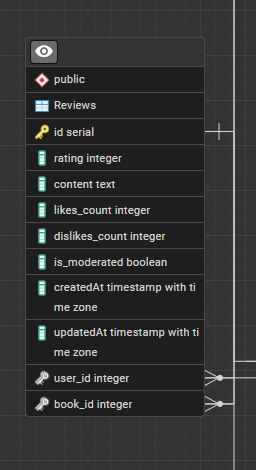 public
Reviews
id serial
rating integer
content text
likes_count integer
dislikes_count integer
is_moderated boolean
createdAt timestamp with ti
me zone
updatedAt timestamp with ti
me zone
user_id integer
book_id integer